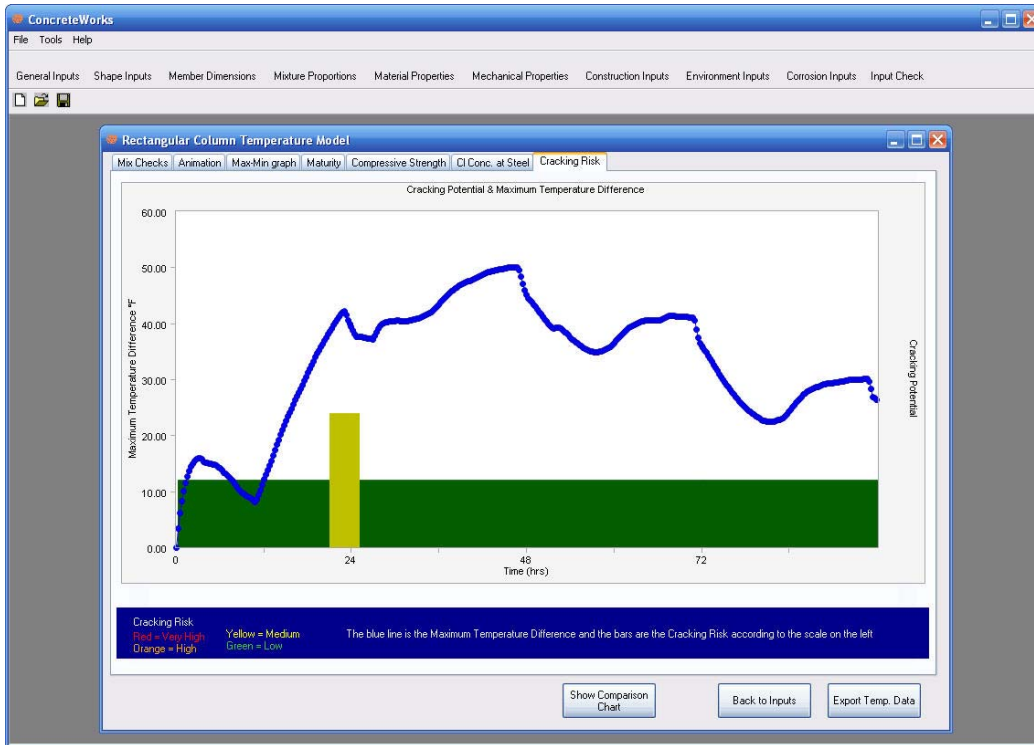 ConcreteWorks
File Tools Help
General Inputs Shape Inputs Member Dimensions Mixture Proportions Material Properties Mechanical Properties Construction Inputs Environment Inputs Corrosion Inputs Input Check
Rectangular Column Temperature Model
Mix Checks Animation Max-Min graph Maturity Compressive Strength Cl Conc. at Steel Cracking Risk
Cracking Potential & Maximum Temperature Difference
60.00
50.00
40.00
30.00
20.00
10.00
0.00
Maximum Temperature Difference °F
Cracking Potential
0 24 48 72
Time (hrs)
Cracking Risk
Red = Very High
Orange = High
Yellow = Medium
Green = Low
The blue line is the Maximum Temperature Difference and the bars are the Cracking Risk according to the scale on the left
Show Comparison
Chart
Back to Inputs
Export Temp. Data